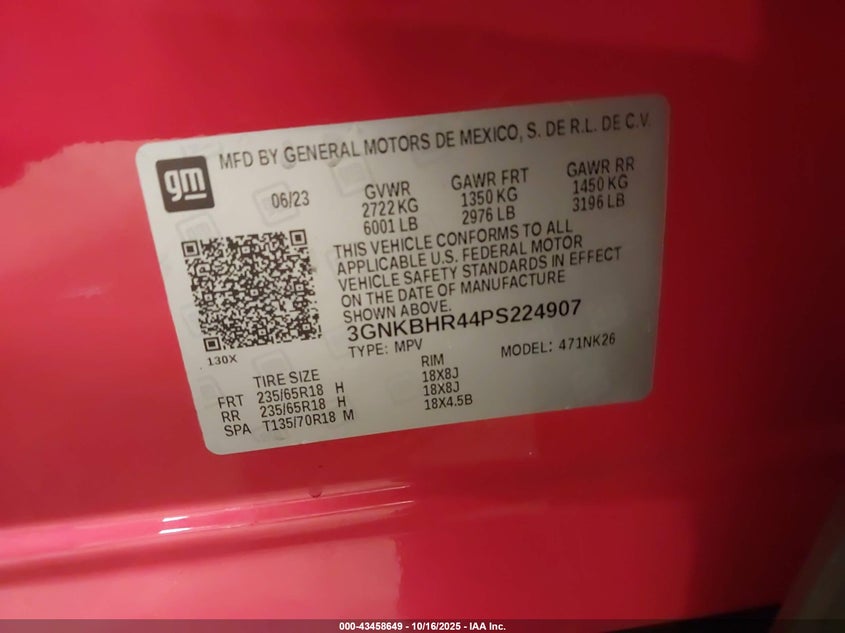 gm
MFD BY GENERAL MOTORS DE MEXICO, S. DE R.L. DE C.V.
06/23
GVWR
2722 KG
6001 LB
GAWR FRT
1350 KG
2976 LB
GAWR RR
1450 KG
3196 LB
THIS VEHICLE CONFORMS TO ALL
APPLICABLE U.S. FEDERAL MOTOR
VEHICLE SAFETY STANDARDS IN EFFECT
ON THE DATE OF MANUFACTURE
SHOWN ABOVE.
3GNKBHR44PS224907
130X
TYPE: MPV
MODEL: 471NK26
TIRE SIZE
RIM
FRT 235/65R18 H 18X8J
RR 235/65R18 H 18X8J
SPA T135/70R18 M 18X4.5B
000-43458649 - 10/16/2025 - IAA Inc.